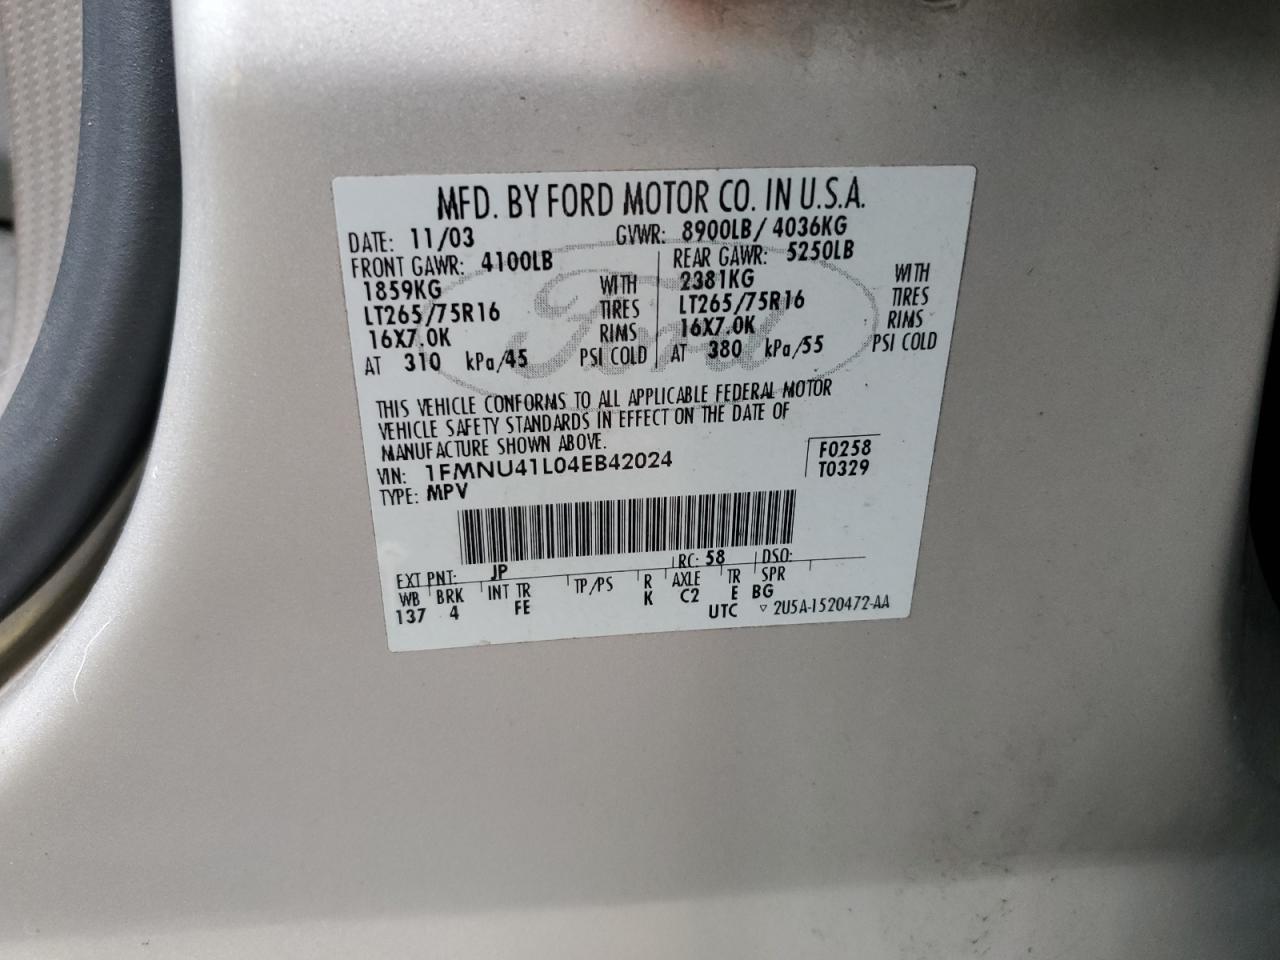 MFD. BY FORD MOTOR CO. IN U.S.A.
DATE: 11/03 GVWR: 8900LB/ 4036KG
FRONT GAWR: 4100LB REAR GAWR: 5250LB
1859KG WITH 2381KG WITH
LT265/75R16 TIRES LT265/75R16 TIRES
16X7.0K RIMS 16X7.0K RIMS
AT 310 kPa/45 PSI COLD AT 380 kPa/55 PSI COLD
Ford
THIS VEHICLE CONFORMS TO ALL APPLICABLE FEDERAL MOTOR
VEHICLE SAFETY STANDARDS IN EFFECT ON THE DATE OF
MANUFACTURE SHOWN ABOVE.
VIN: 1FMNU41L04EB42024
TYPE: MPV
F0258
T0329
EXT PNT: JP RC: 58 DSO:
WB BRK INT TR TP/PS R AXLE TR SPR
137 4 FE K C2 E BG
UTC ▽ 2U5A-1520472-AA